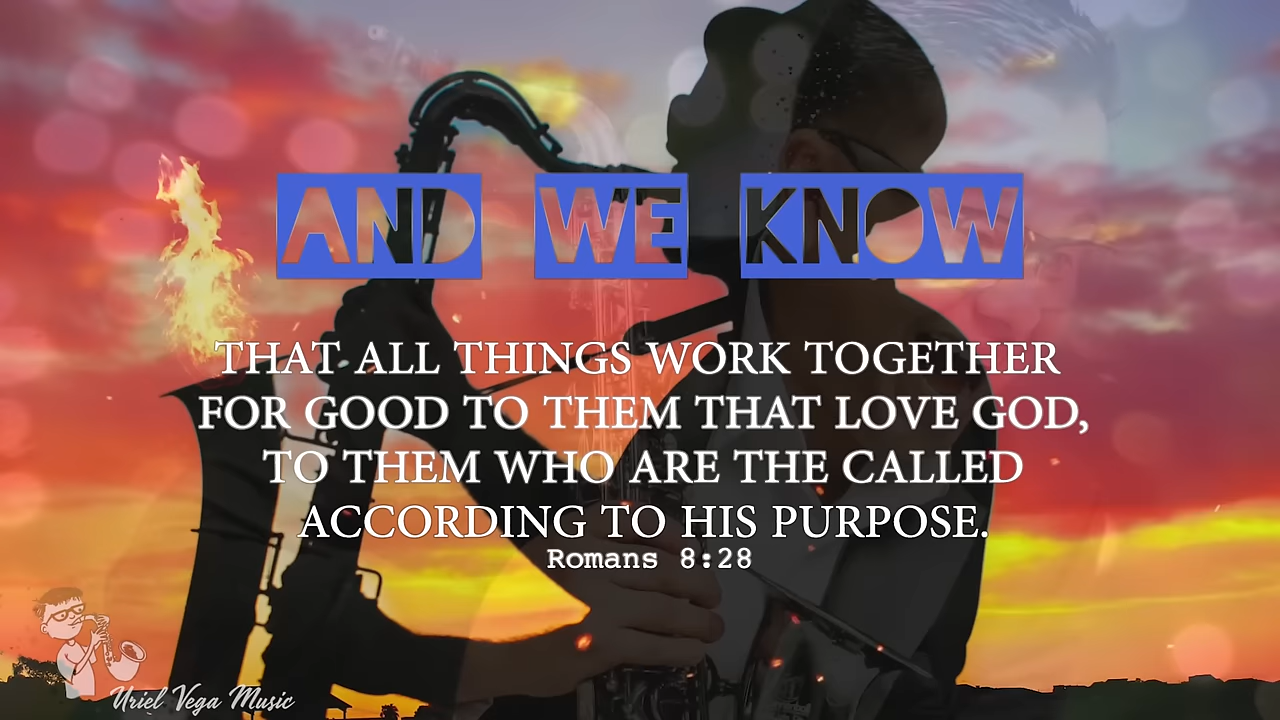 AND WE KNOW
THAT ALL THINGS WORK TOGETHER
FOR GOOD TO THEM THAT LOVE GOD,
TO THEM WHO ARE THE CALLED
ACCORDING TO HIS PURPOSE.
Romans 8:28
Uriel Vega Music